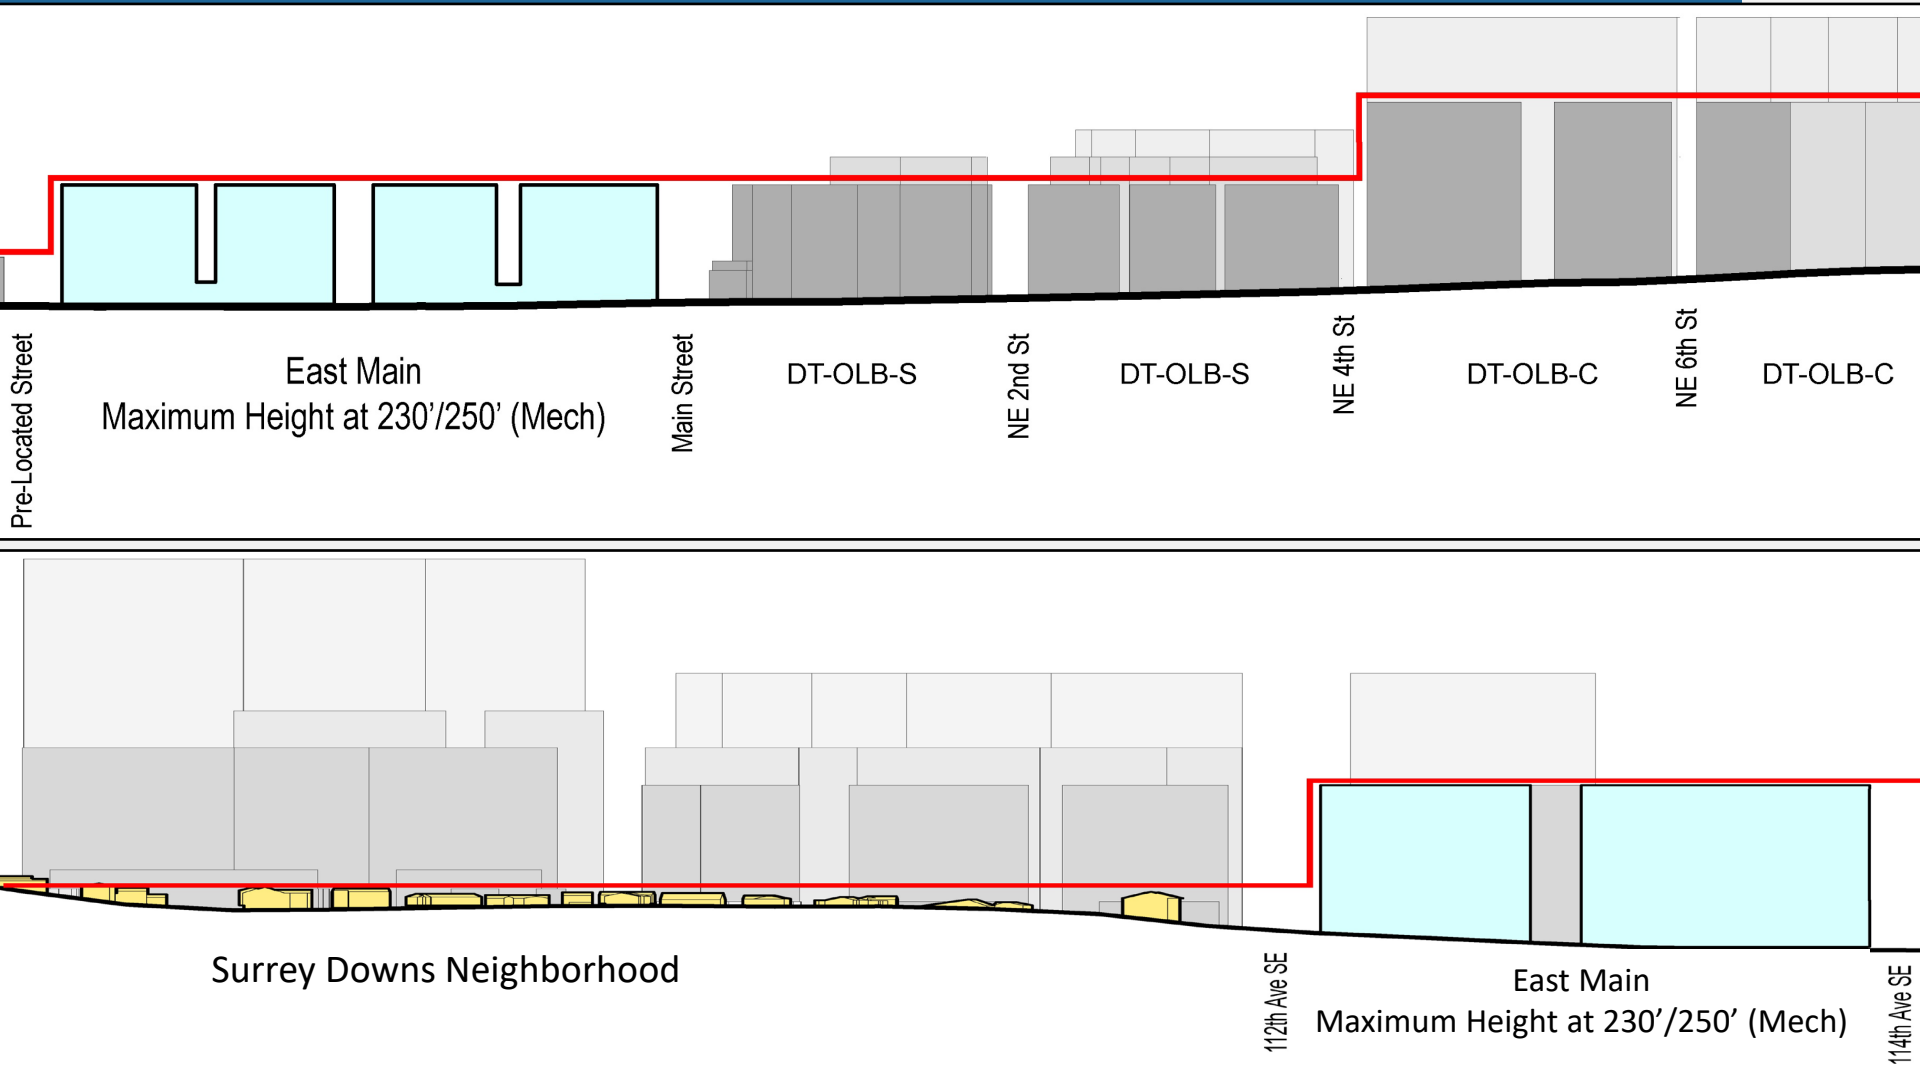 Pre-Located Street
East Main
Maximum Height at 230’/250’ (Mech)
Main Street
DT-OLB-S
NE 2nd St
DT-OLB-S
NE 4th St
DT-OLB-C
NE 6th St
DT-OLB-C
Surrey Downs Neighborhood
112th Ave SE
East Main
Maximum Height at 230’/250’ (Mech)
114th Ave SE